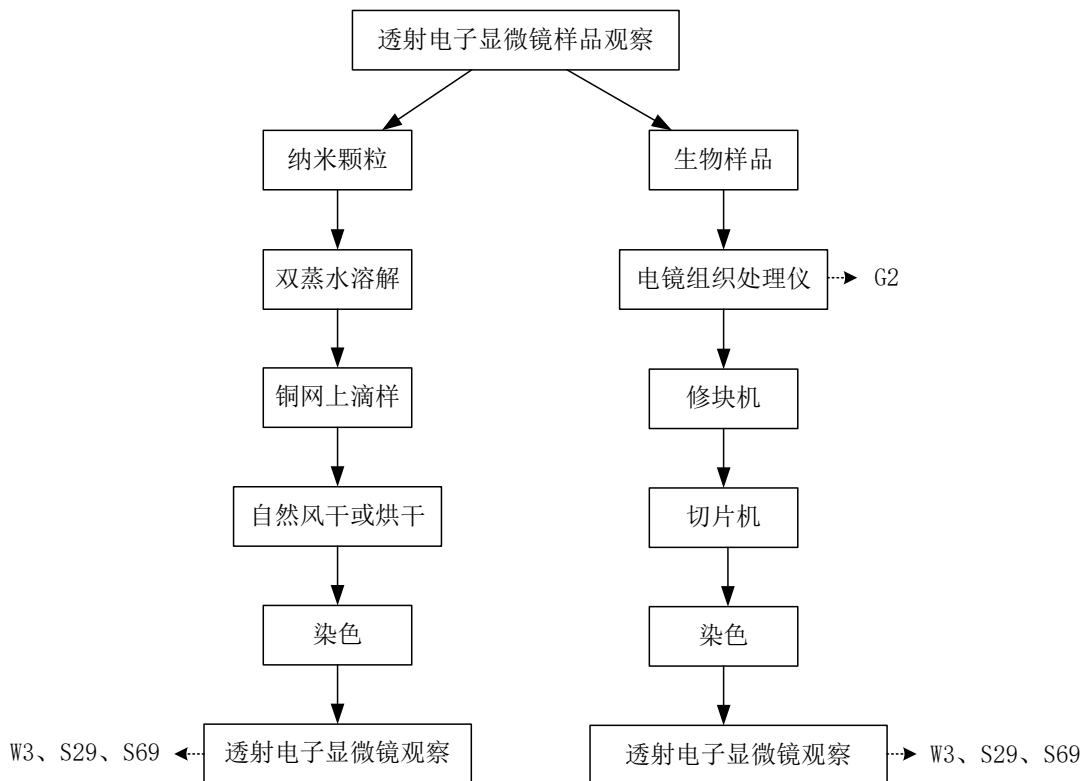 透射电子显微镜样品观察
纳米颗粒
生物样品
双蒸水溶解
电镜组织处理仪
G2
铜网上滴样
修块机
自然风干或烘干
切片机
染色
染色
W3、S29、S69
透射电子显微镜观察
透射电子显微镜观察
W3、S29、S69